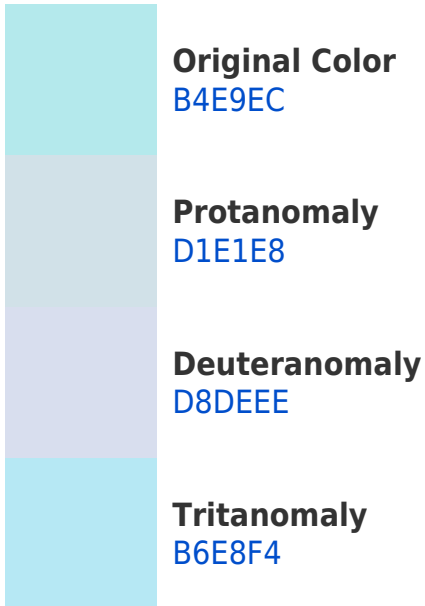 Original Color
B4E9EC
Protanomaly
D1E1E8
Deuteranomaly
D8DEEE
Tritanomaly
B6E8F4